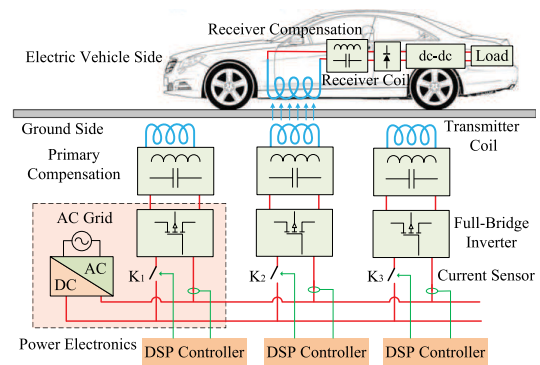 Receiver Compensation
Electric Vehicle Side
dc-dc
Load
Receiver Coil
Ground Side
Transmitter
Coil
Primary
Compensation
AC Grid
AC
DC
Full-Bridge
Inverter
K1
K2
K3
Current Sensor
Power Electronics
DSP Controller
DSP Controller
DSP Controller